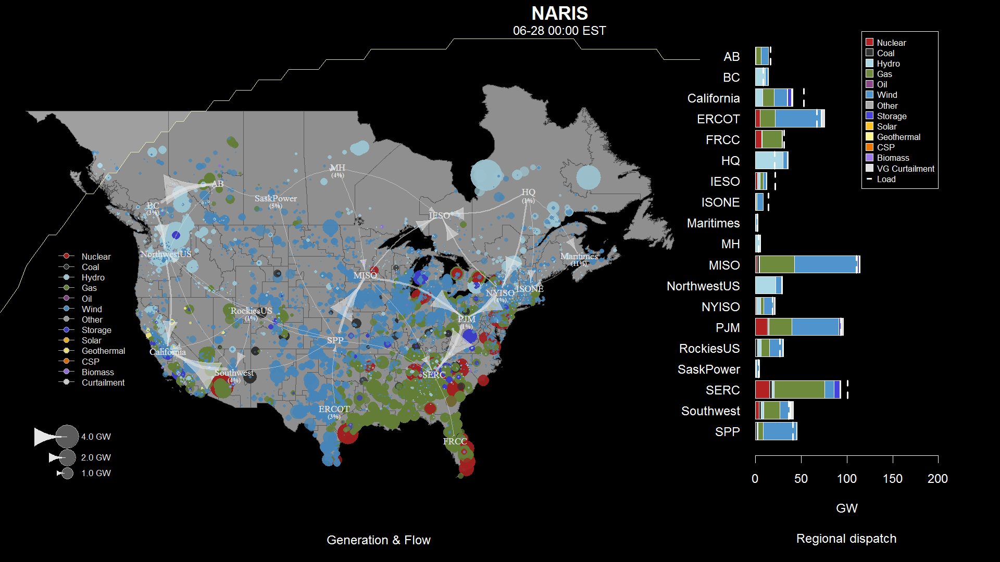 NARIS
06-28 00:00 EST
MH
(4%)
AB
SaskPower
(5%)
BC
(3%)
HQ
(1%)
IESO
NorthwestUS
Maritimes
(11%)
MISO
ISONE
NYISO
(4%)
RockiesUS
(1%)
PJM
(1%)
SPP
California
Southwest
(4%)
SERC
ERCOT
(3%)
FRCC
Nuclear
Coal
Hydro
Gas
Oil
Wind
Other
Storage
Solar
Geothermal
CSP
Biomass
Curtailment
4.0 GW
2.0 GW
1.0 GW
Generation & Flow
AB
BC
California
ERCOT
FRCC
HQ
IESO
ISONE
Maritimes
MH
MISO
NorthwestUS
NYISO
PJM
RockiesUS
SaskPower
SERC
Southwest
SPP
0 50 100 150 200
GW
Regional dispatch
Nuclear
Coal
Hydro
Gas
Oil
Wind
Other
Storage
Solar
Geothermal
CSP
Biomass
VG Curtailment
Load